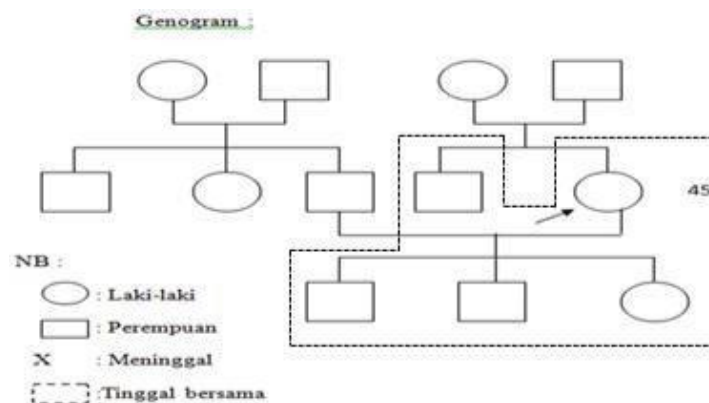 Genogram :
45
NB :
: Laki-laki
: Perempuan
X : Meninggal
:Tinggal bersama